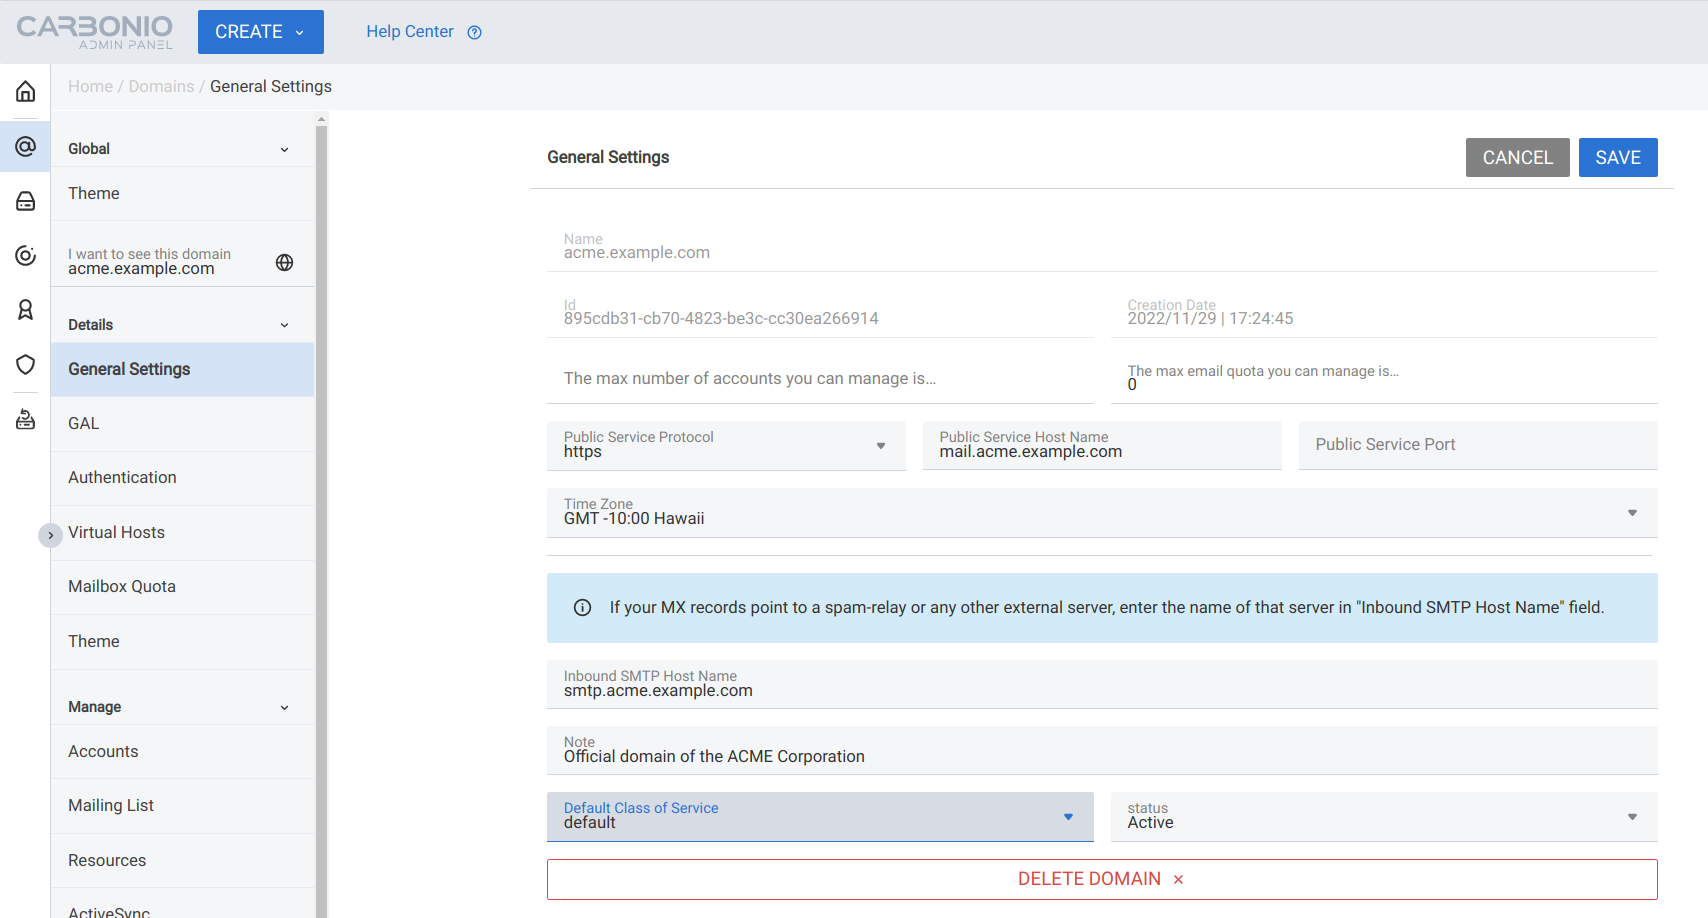 CARBONIO
ADMIN PANEL
CREATE
Help Center
Home / Domains / General Settings
Global
Theme
I want to see this domain
acme.example.com
Details
General Settings
GAL
Authentication
Virtual Hosts
Mailbox Quota
Theme
Manage
Accounts
Mailing List
Resources
ActiveSync
General Settings
CANCEL
SAVE
Name
acme.example.com
Id
895cdb31-cb70-4823-be3c-cc30ea266914
Creation Date
2022/11/29 | 17:24:45
The max number of accounts you can manage is...
The max email quota you can manage is...
0
Public Service Protocol
https
Public Service Host Name
mail.acme.example.com
Public Service Port
Time Zone
GMT -10:00 Hawaii
If your MX records point to a spam-relay or any other external server, enter the name of that server in "Inbound SMTP Host Name" field.
Inbound SMTP Host Name
smtp.acme.example.com
Note
Official domain of the ACME Corporation
Default Class of Service
default
status
Active
DELETE DOMAIN ×